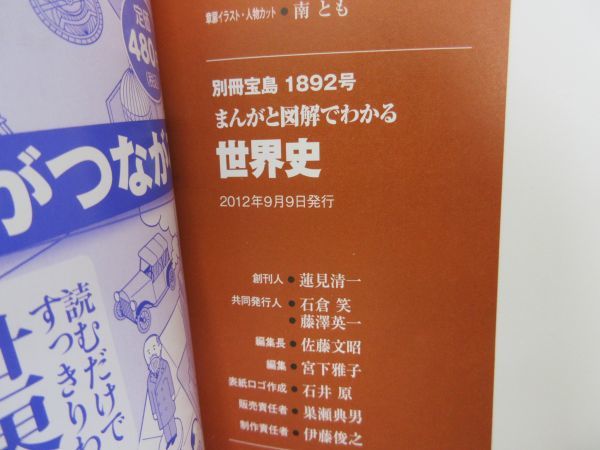 定価
480
がつなが
読むだけで
すっきりわ
章扉イラスト・人物カット●南 とも
別冊宝島 1892号
まんがと図解でわかる
世界史
2012年9月9日発行
創刊人●蓮見清一
共同発行人●石倉 笑
●藤澤英一
編集長●佐藤文昭
編集●宮下雅子
表紙ロゴ作成●石井 原
販売責任者●巣瀬典男
制作責任者●伊藤俊之